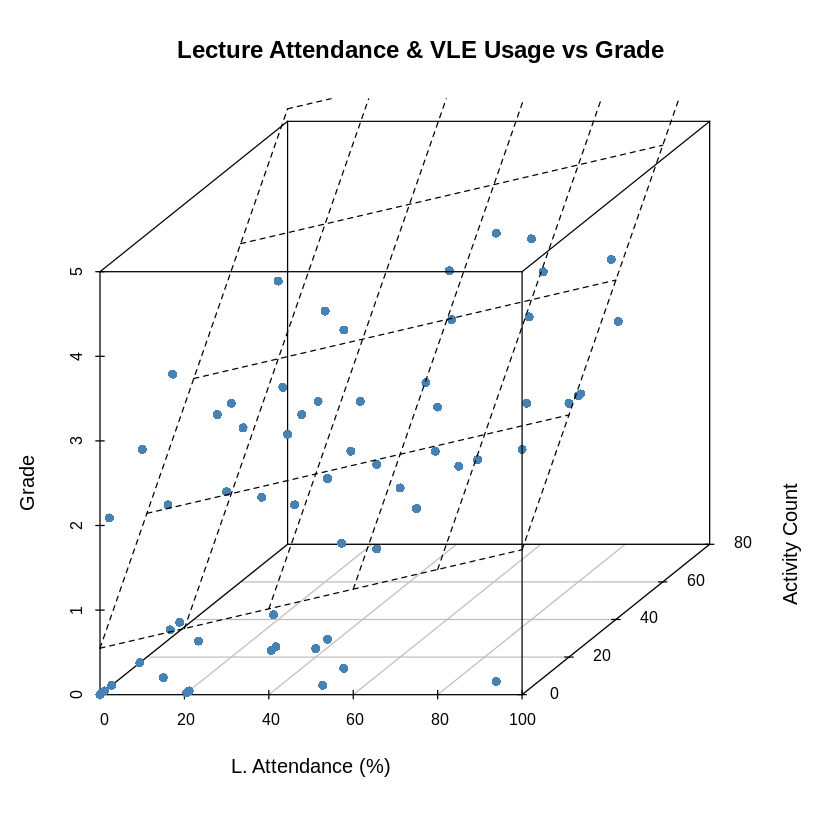 Lecture Attendance & VLE Usage vs Grade
5
4
3
2
1
0
Grade
80
60
40
20
0
Activity Count
0 20 40 60 80 100
L. Attendance (%)